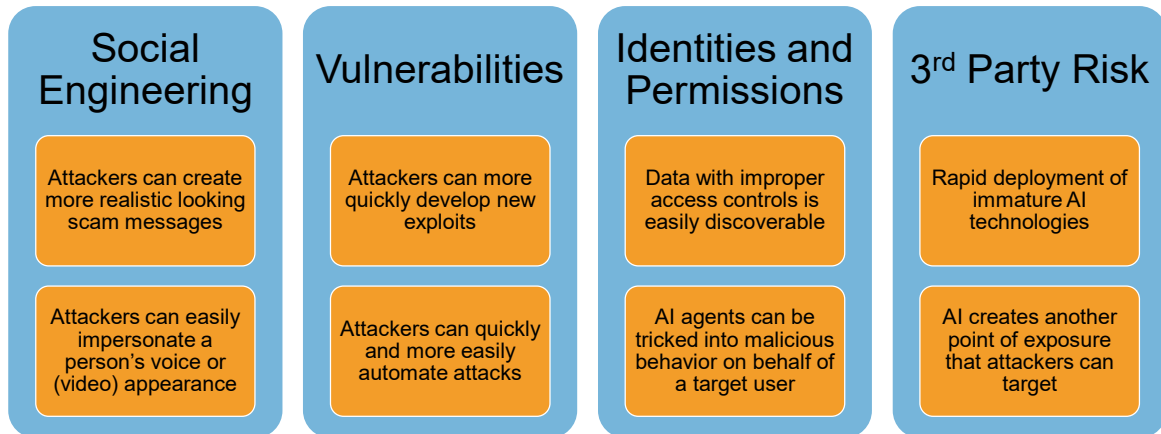 Social
Engineering
Attackers can create
more realistic looking
scam messages
Attackers can easily
impersonate a
person's voice or
(video) appearance
Vulnerabilities
Attackers can more
quickly develop new
exploits
Attackers can quickly
and more easily
automate attacks
Identities and
Permissions
Data with improper
access controls is
easily discoverable
AI agents can be
tricked into malicious
behavior on behalf of
a target user
3rd Party Risk
Rapid deployment of
immature AI
technologies
AI creates another
point of exposure
that attackers can
target